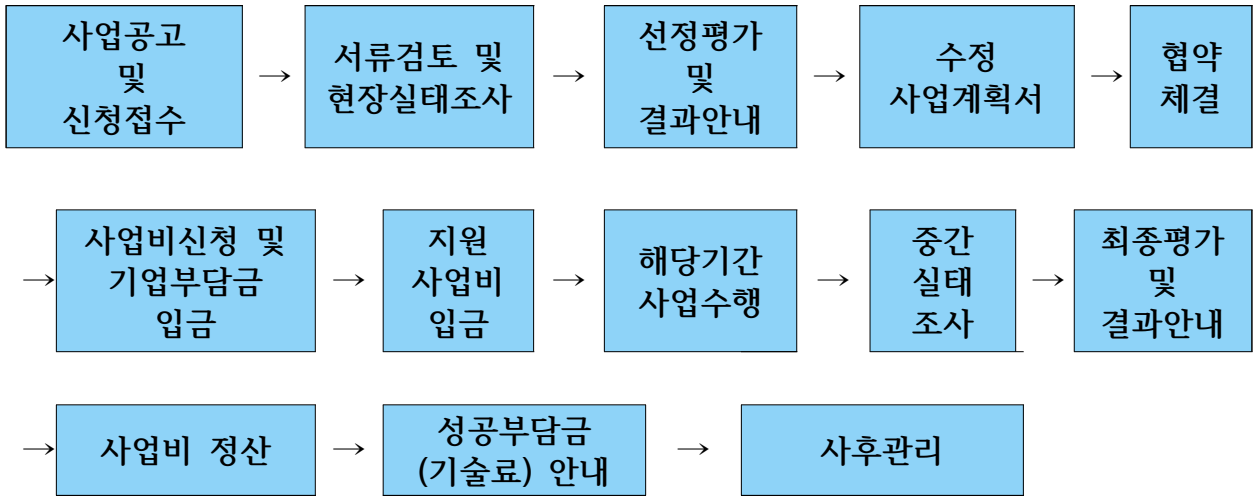 사업공고
및
신청접수
→
서류검토 및
현장실태조사
→
선정평가
및
결과안내
→
수정
사업계획서
→
협약
체결
→
사업비신청 및
기업부담금
입금
→
지원
사업비
입금
→
해당기간
사업수행
→
중간
실태
조사
→
최종평가
및
결과안내
→
사업비 정산
→
성공부담금
(기술료) 안내
→
사후관리